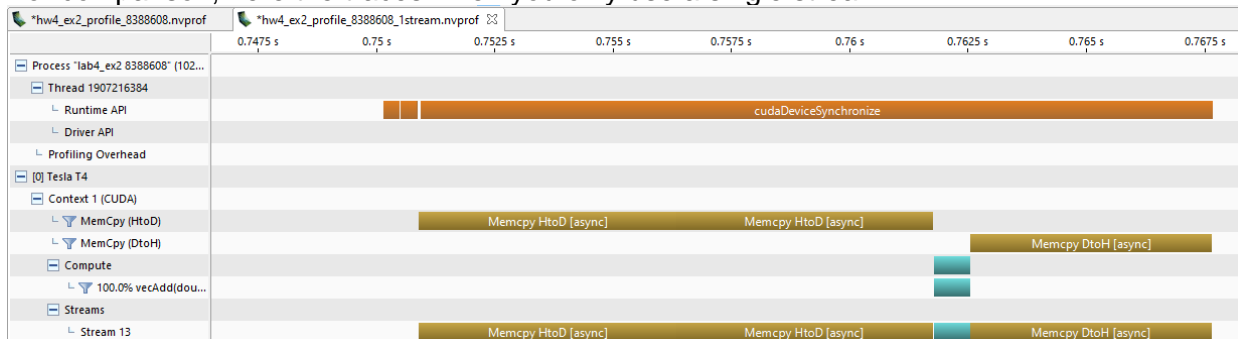 *hw4_ex2_profile_8388608.nvprof *hw4_ex2_profile_8388608_1stream.nvprof
0.7475 s 0.75 s 0.7525 s 0.755 s 0.7575 s 0.76 s 0.7625 s 0.765 s 0.7675 s
Process "lab4_ex2 8388608" (102...
Thread 1907216384
Runtime API cudaDeviceSynchronize
Driver API
Profiling Overhead
[0] Tesla T4
Context 1 (CUDA)
MemCpy (HtoD) Memcpy HtoD [async] Memcpy HtoD [async]
MemCpy (DtoH) Memcpy DtoH [async]
Compute
100.0% vecAdd(dou...
Streams
Stream 13 Memcpy HtoD [async] Memcpy HtoD [async] Memcpy DtoH [async]